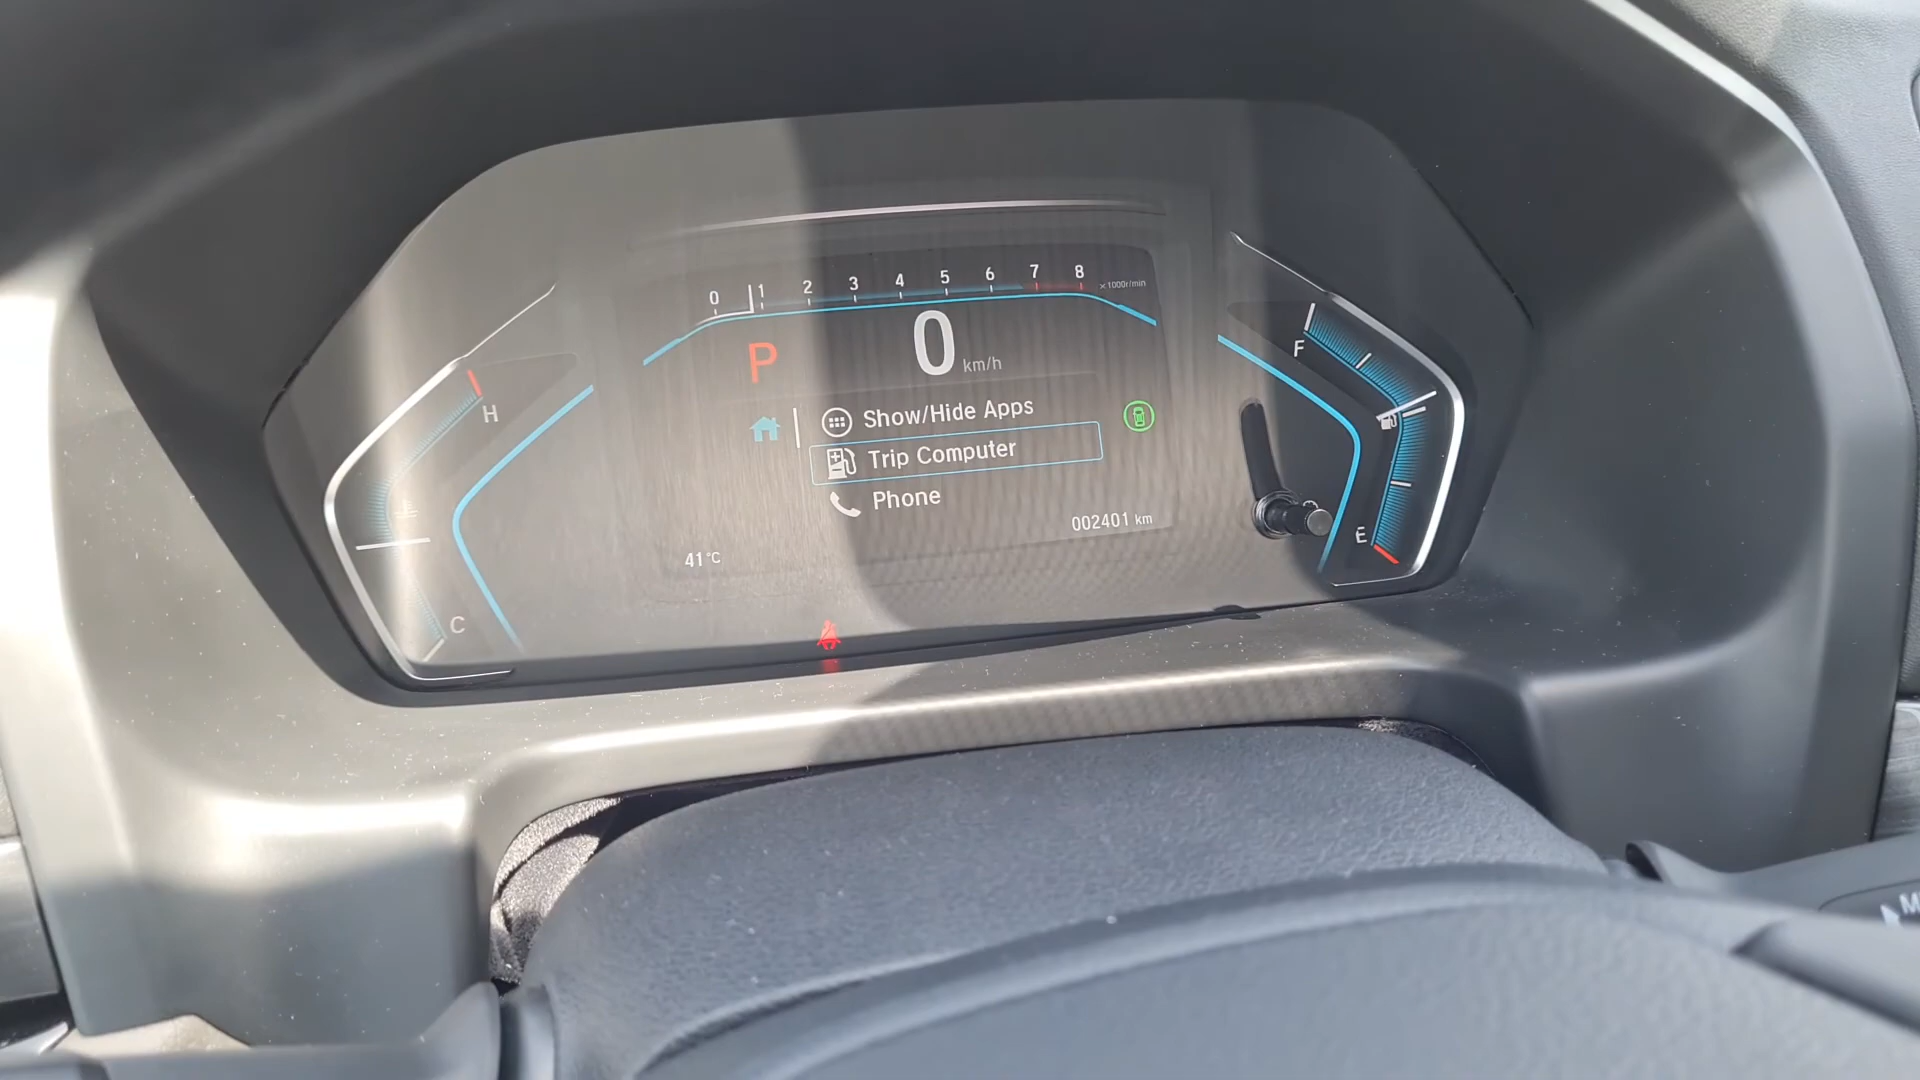 0 1 2 3 4 5 6 7 8 ×1000r/min
P
0 km/h
H
F
Show/Hide Apps
Trip Computer
Phone
E
002401 km
41°C
C
M